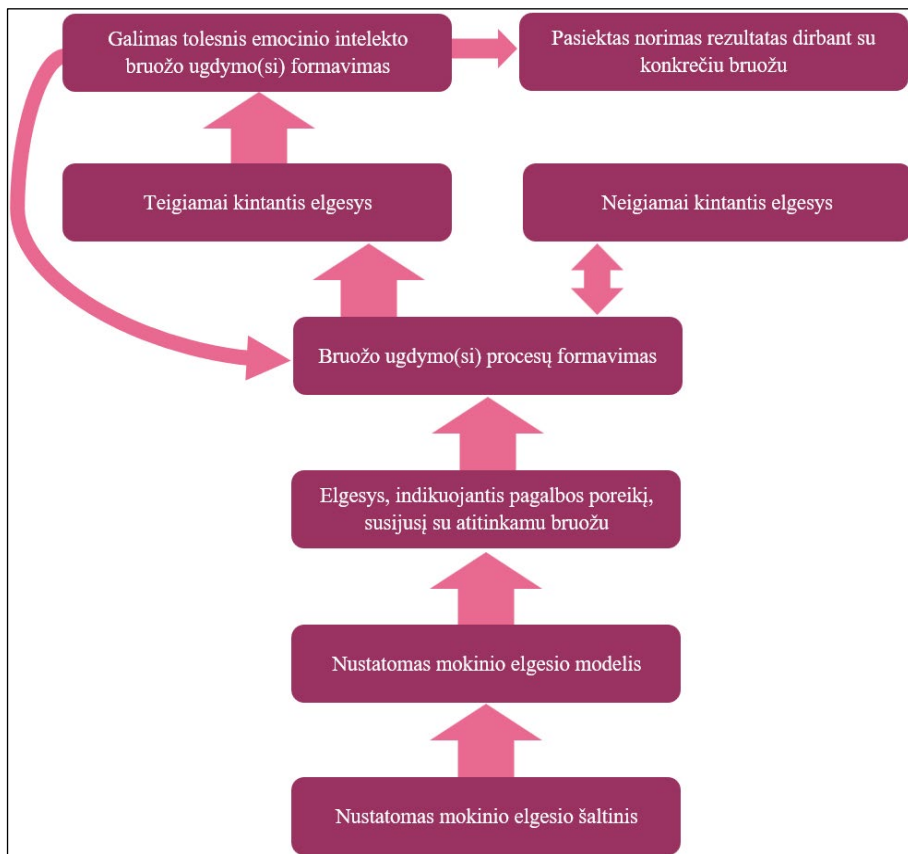 Galimas tolesnis emocinio intelekto
bruožo ugdymo(si) formavimas
Pasiektas norimas rezultatas dirbant su
konkrečiu bruožu
Teigiamai kintantis elgesys
Neigiamai kintantis elgesys
Bruožo ugdymo(si) procesų formavimas
Elgesys, indikuojantis pagalbos poreikį,
susijusį su atitinkamu bruožu
Nustatomas mokinio elgesio modelis
Nustatomas mokinio elgesio šaltinis